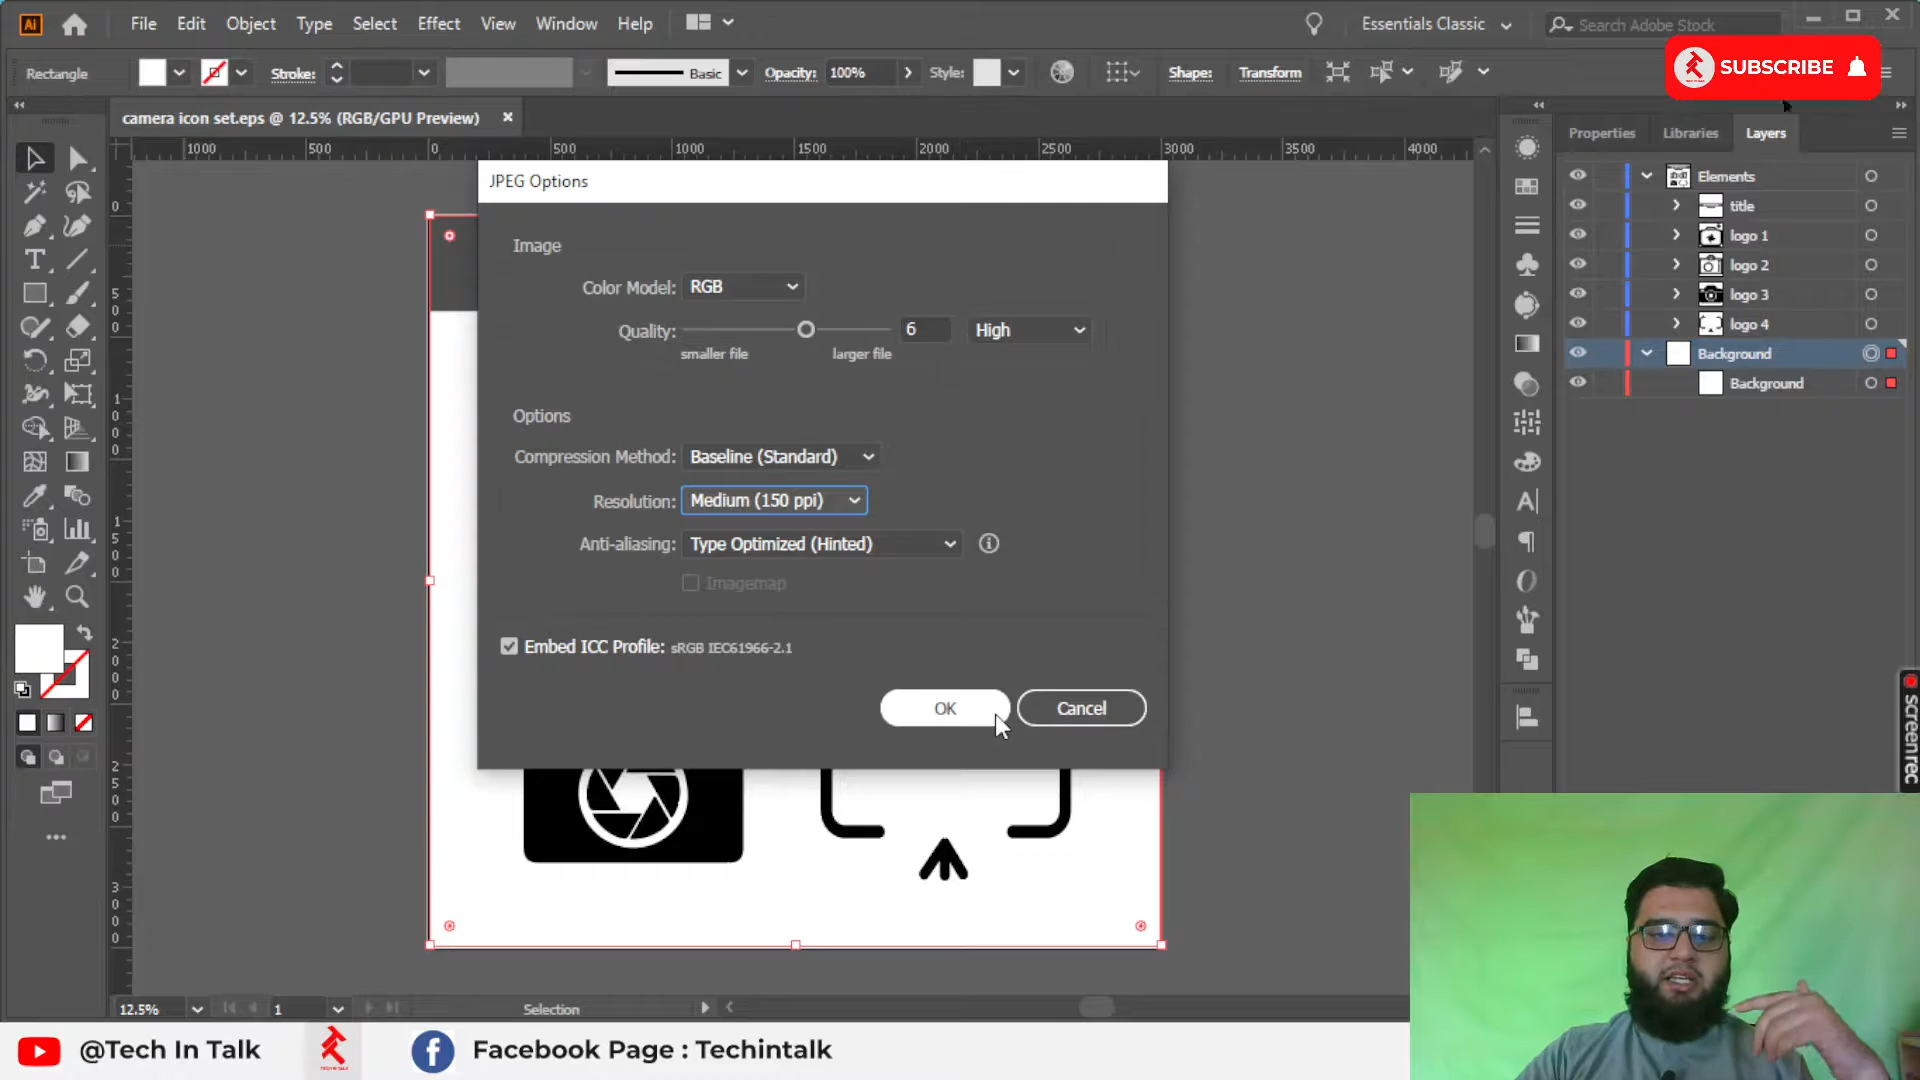 Ai
File Edit Object Type Select Effect View Window Help
Essentials Classic
Search Adobe Stock
Rectangle
Stroke:
Basic
Opacity: 100%
Style:
Shape:
Transform
SUBSCRIBE
camera icon set.eps @ 12.5% (RGB/GPU Preview)
1000 500 0 500 1000 1500 2000 2500 3000 3500 4000
JPEG Options
Image
Color Model: RGB
Quality: 6 High
smaller file larger file
Options
Compression Method: Baseline (Standard)
Resolution: Medium (150 ppi)
Anti-aliasing: Type Optimized (Hinted)
Imagemap
Embed ICC Profile: sRGB IEC61966-2.1
OK Cancel
Properties Libraries Layers
Elements
title
logo 1
logo 2
logo 3
logo 4
Background
Background
screenrec
12.5% 1 Selection
@Tech In Talk
Facebook Page : Techintalk